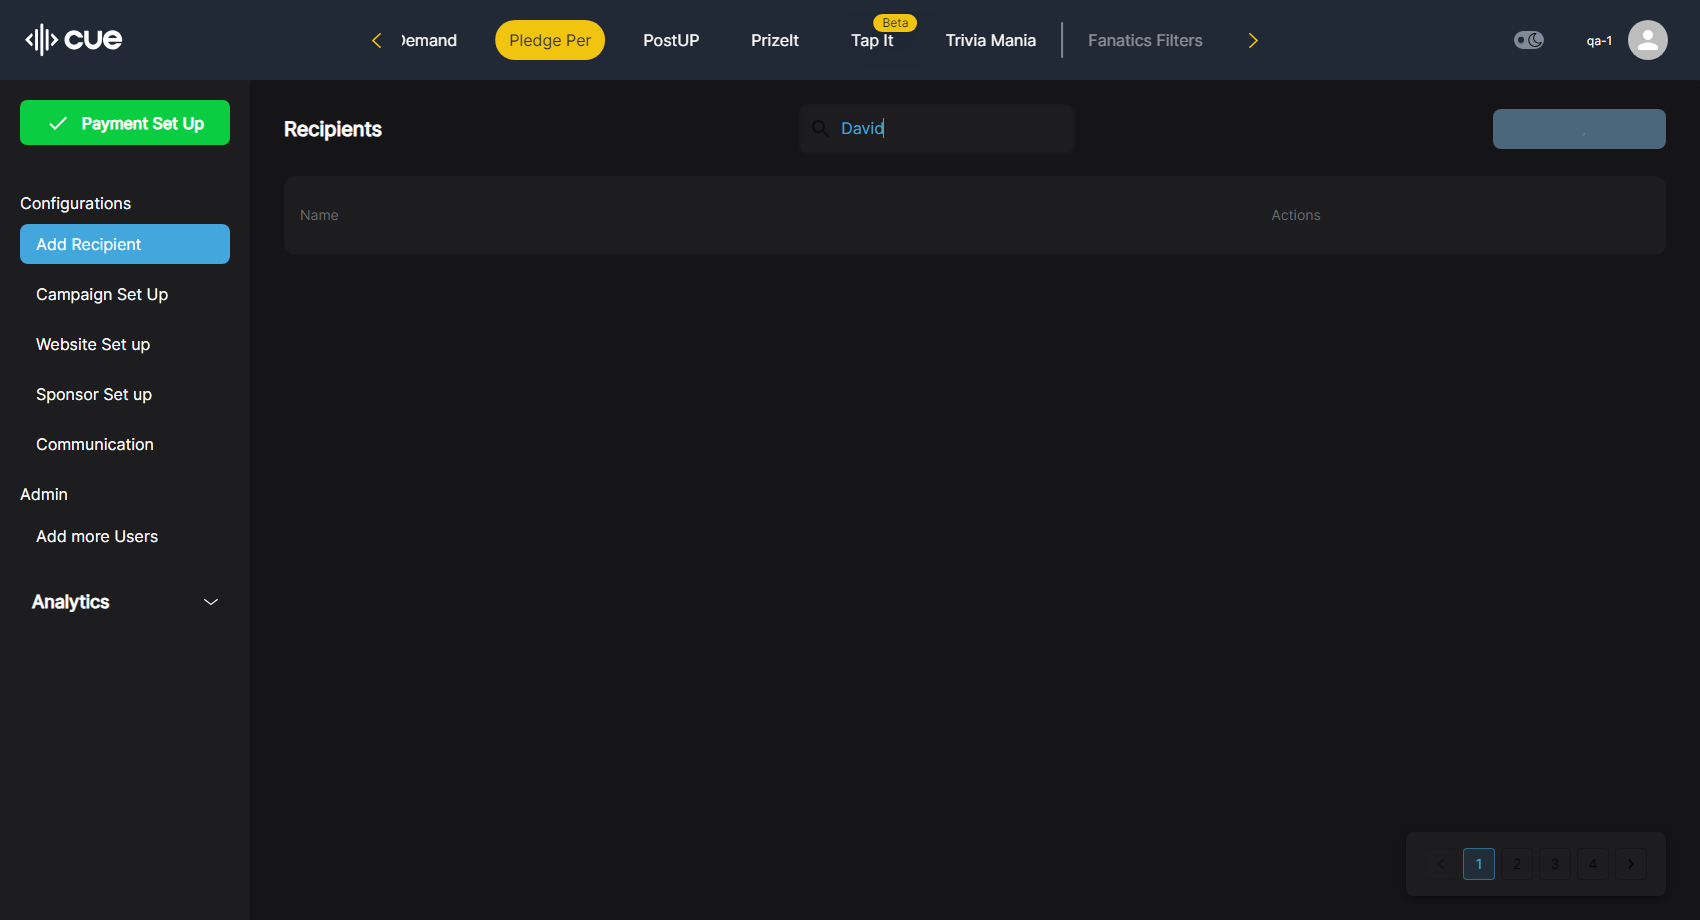 cue
Demand
Pledge Per
PostUP
PrizeIt
Beta
Tap It
Trivia Mania
Fanatics Filters
qa-1
Payment Set Up
Recipients
David
Configurations
Name
Actions
Add Recipient
Campaign Set Up
Website Set up
Sponsor Set up
Communication
Admin
Add more Users
Analytics
1
2
3
4